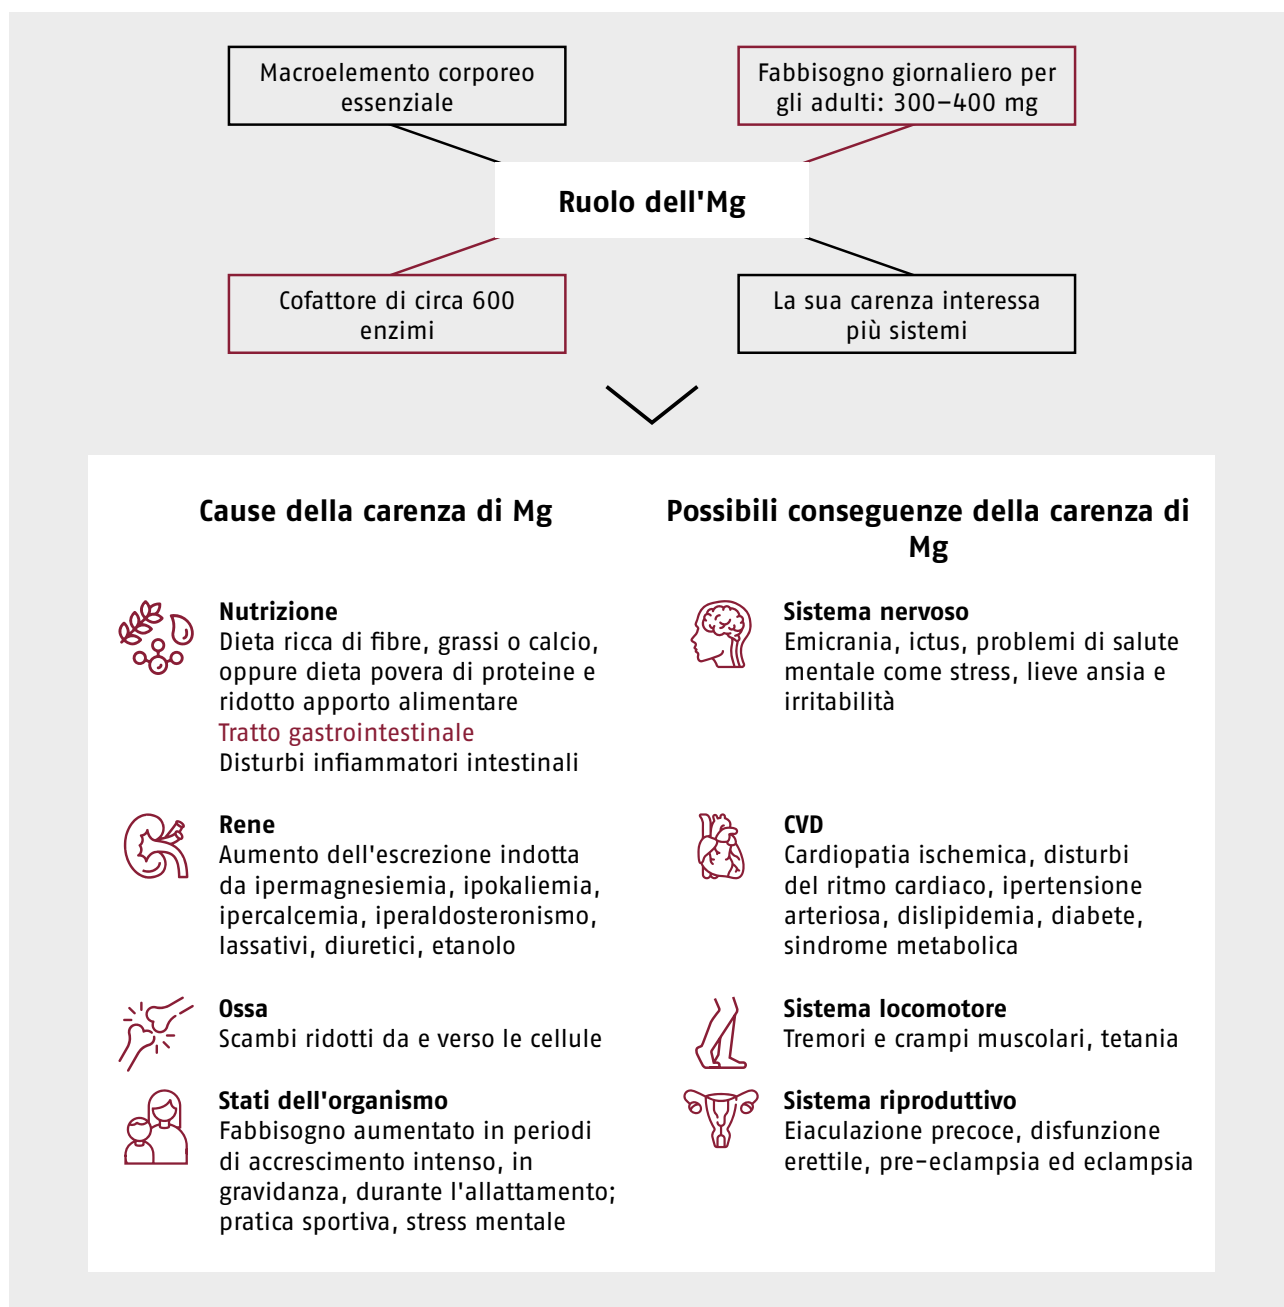 Macroelemento corporeo
essenziale
Fabbisogno giornaliero per
gli adulti: 300–400 mg
Ruolo dell'Mg
Cofattore di circa 600
enzimi
La sua carenza interessa
più sistemi
Cause della carenza di Mg
Nutrizione
Dieta ricca di fibre, grassi o calcio,
oppure dieta povera di proteine e
ridotto apporto alimentare
Tratto gastrointestinale
Disturbi infiammatori intestinali
Rene
Aumento dell'escrezione indotta
da ipermagnesiemia, ipokaliemia,
ipercalcemia, iperaldosteronismo,
lassativi, diuretici, etanolo
Ossa
Scambi ridotti da e verso le cellule
Stati dell'organismo
Fabbisogno aumentato in periodi
di accrescimento intenso, in
gravidanza, durante l'allattamento;
pratica sportiva, stress mentale
Possibili conseguenze della carenza di
Mg
Sistema nervoso
Emicrania, ictus, problemi di salute
mentale come stress, lieve ansia e
irritabilità
CVD
Cardiopatia ischemica, disturbi
del ritmo cardiaco, ipertensione
arteriosa, dislipidemia, diabete,
sindrome metabolica
Sistema locomotore
Tremori e crampi muscolari, tetania
Sistema riproduttivo
Eiaculazione precoce, disfunzione
erettile, pre-eclampsia ed eclampsia